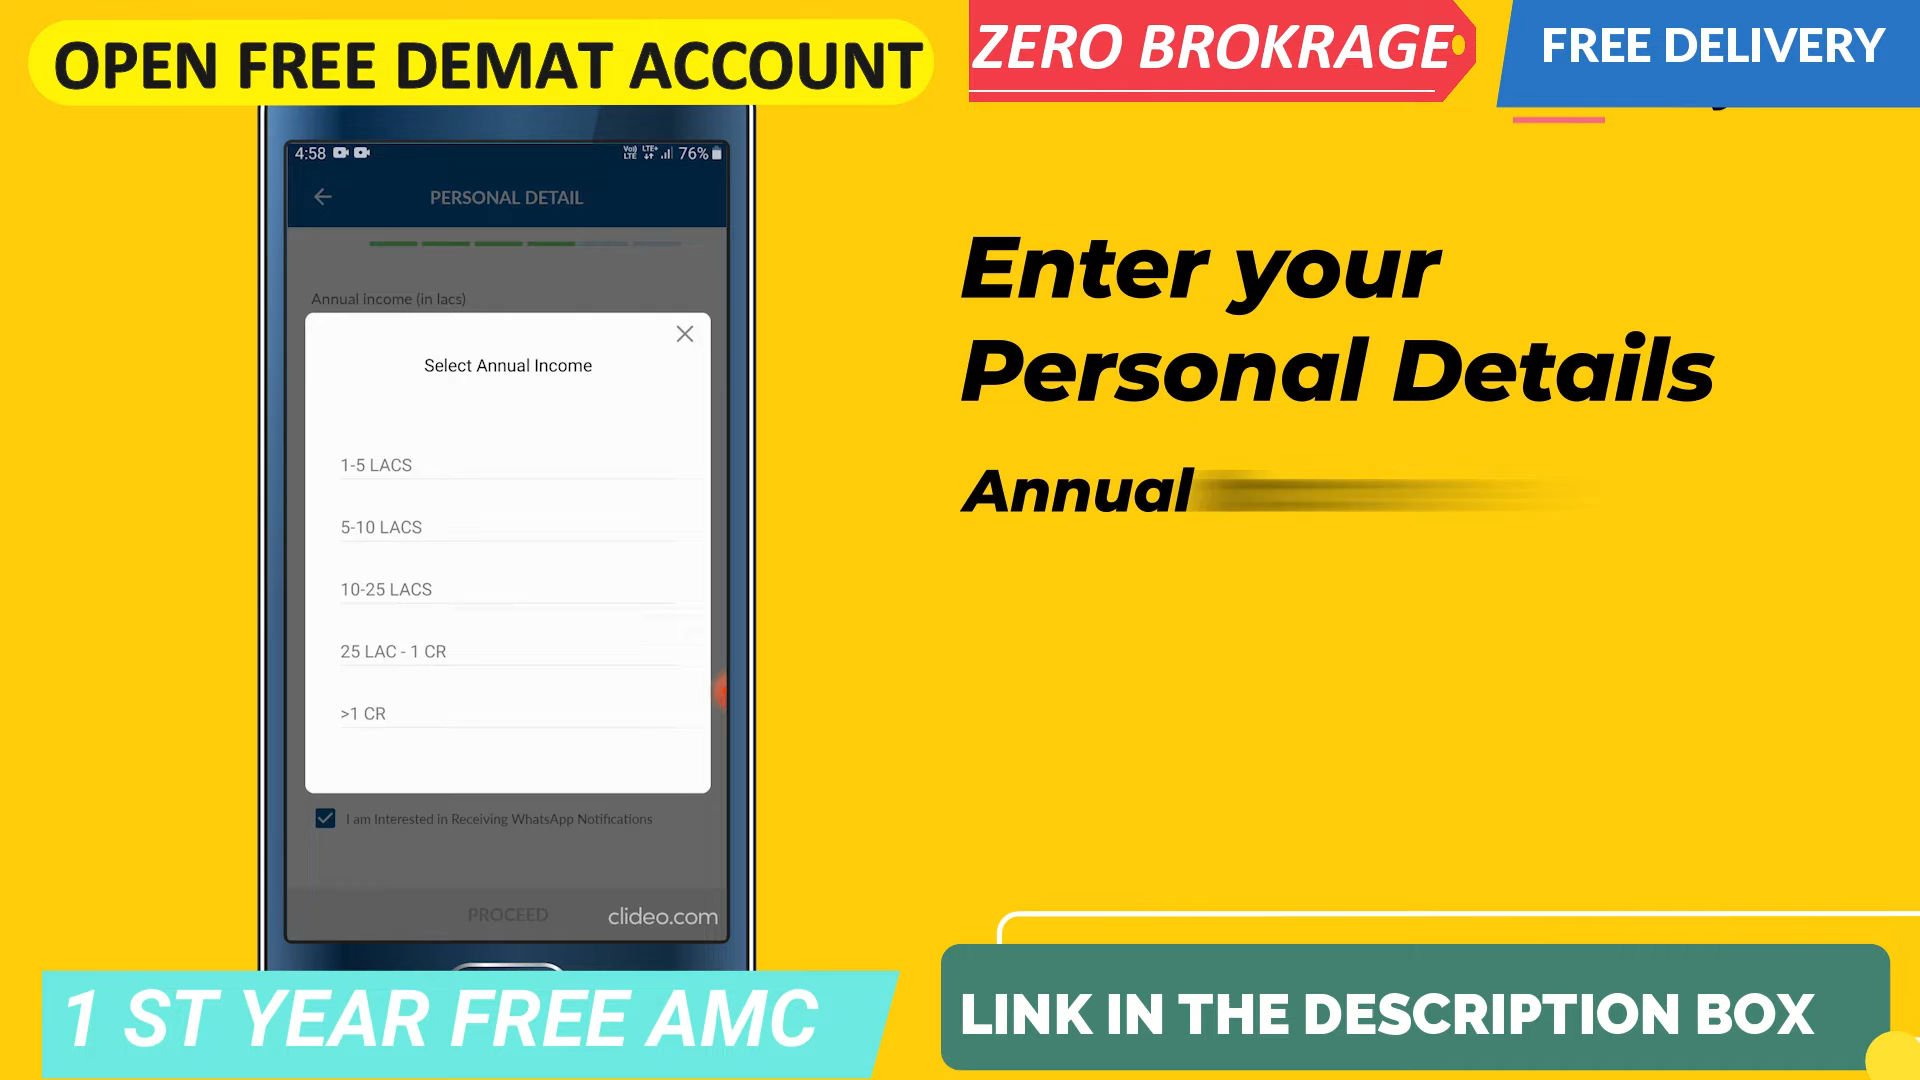 OPEN FREE DEMAT ACCOUNT
ZERO BROKRAGE
FREE DELIVERY
4:58
Vo) LTE LTE+ 76%
PERSONAL DETAIL
Annual income (in lacs)
Select Annual Income
1-5 LACS
5-10 LACS
10-25 LACS
25 LAC - 1 CR
>1 CR
I am Interested in Receiving WhatsApp Notifications
PROCEED
clideo.com
Enter your
Personal Details
Annual
1 ST YEAR FREE AMC
LINK IN THE DESCRIPTION BOX